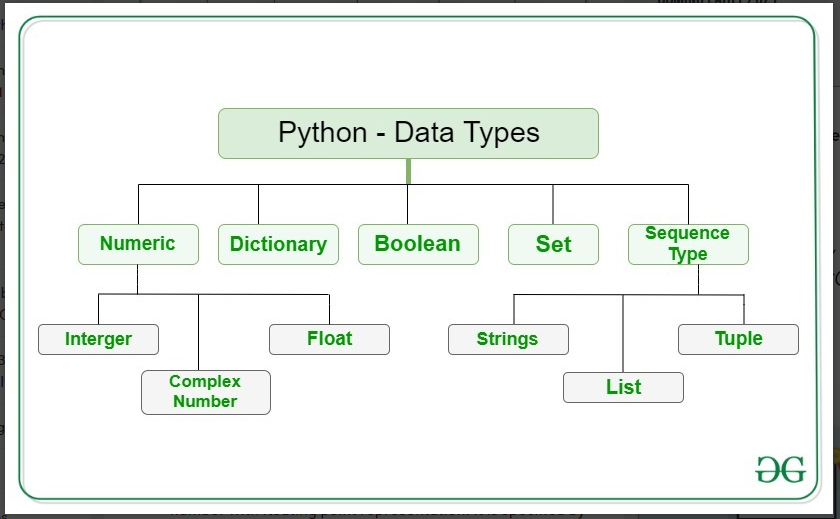 Python - Data Types
Numeric
Dictionary
Boolean
Set
Sequence
Type
Interger
Float
Strings
Tuple
Complex
Number
List